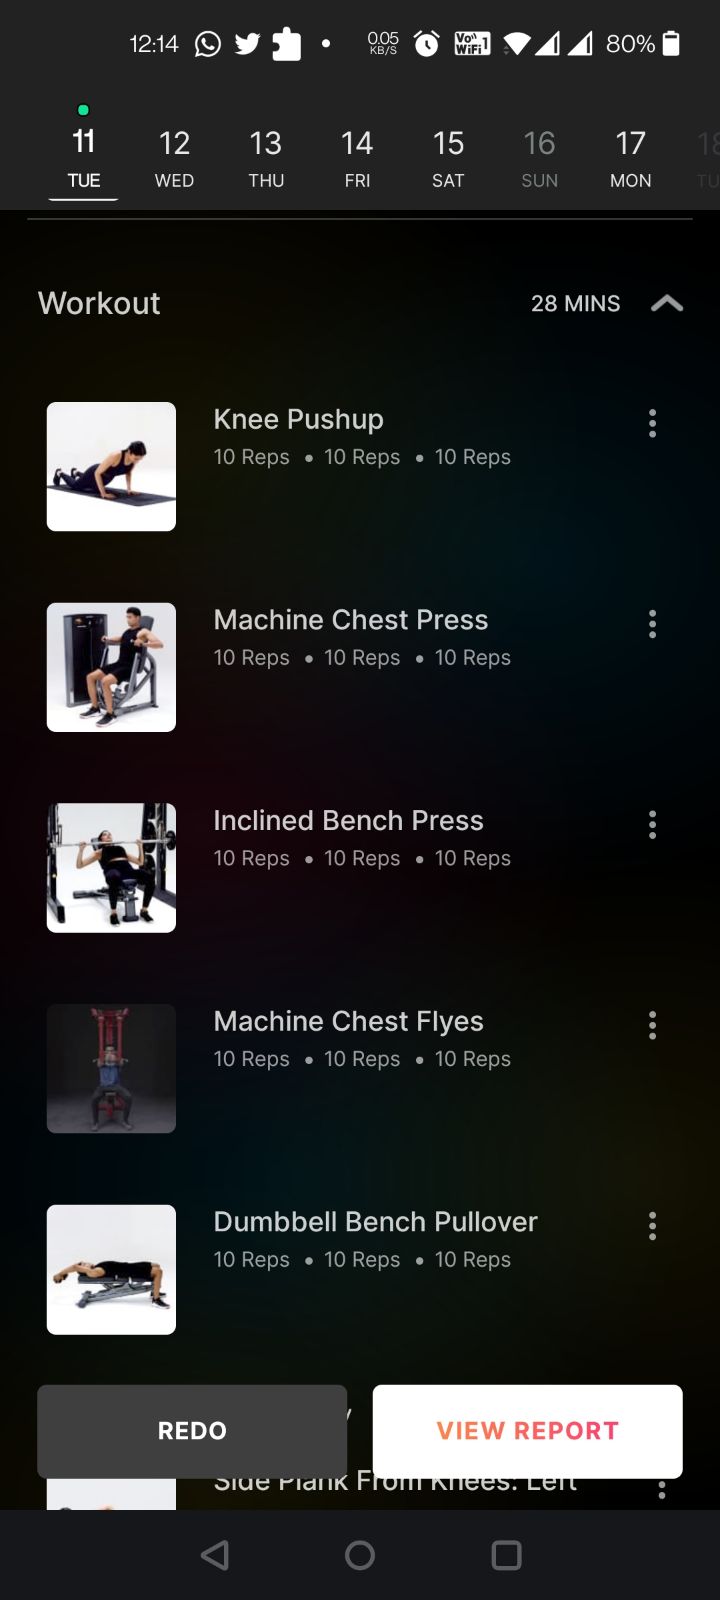 12:14 0.05 KB/S Vo)) WiFi 1 80%
11 12 13 14 15 16 17 18
TUE WED THU FRI SAT SUN MON TU
Workout 28 MINS
Knee Pushup
10 Reps • 10 Reps • 10 Reps
Machine Chest Press
10 Reps • 10 Reps • 10 Reps
Inclined Bench Press
10 Reps • 10 Reps • 10 Reps
Machine Chest Flyes
10 Reps • 10 Reps • 10 Reps
Dumbbell Bench Pullover
10 Reps • 10 Reps • 10 Reps
REDO VIEW REPORT
Side Plank From Knees: Left